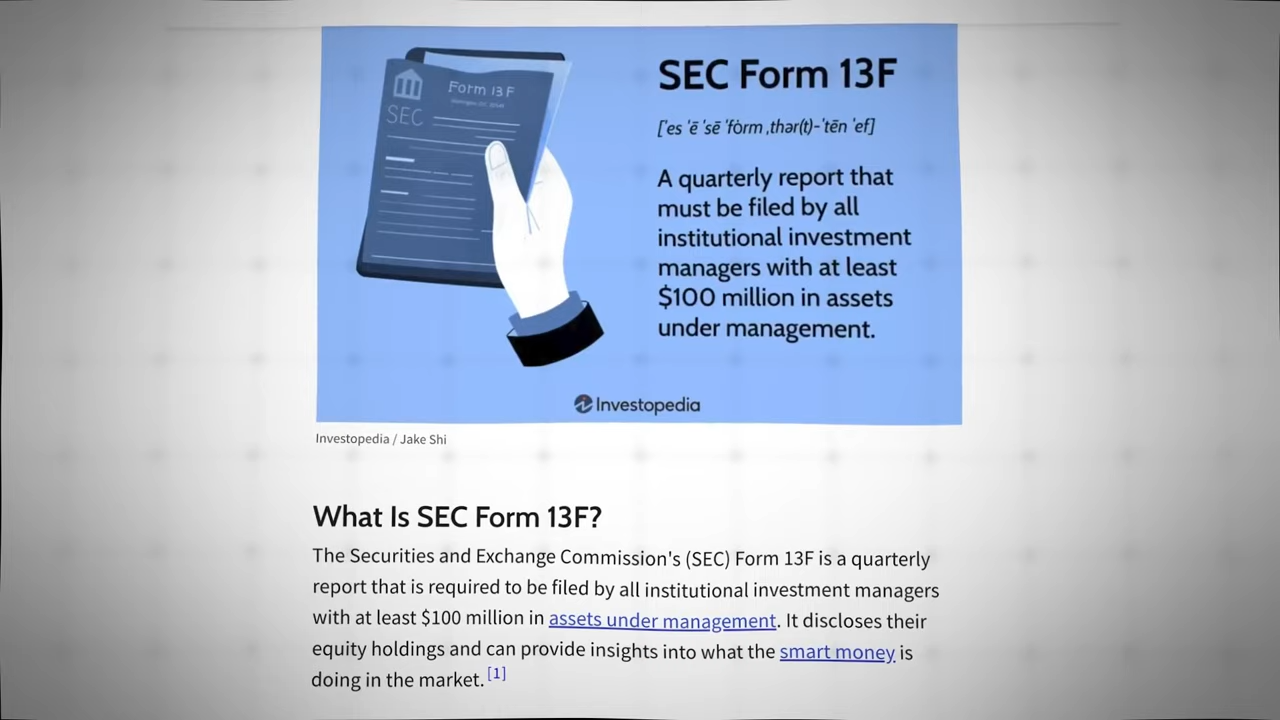 Form 13 F
SEC
SEC Form 13F
['es 'ē 'sē 'fȯrm ,thər(t)-'tēn 'ef]
A quarterly report that
must be filed by all
institutional investment
managers with at least
$100 million in assets
under management.
Investopedia
Investopedia / Jake Shi
What Is SEC Form 13F?
The Securities and Exchange Commission's (SEC) Form 13F is a quarterly
report that is required to be filed by all institutional investment managers
with at least $100 million in assets under management. It discloses their
equity holdings and can provide insights into what the smart money is
doing in the market. [1]